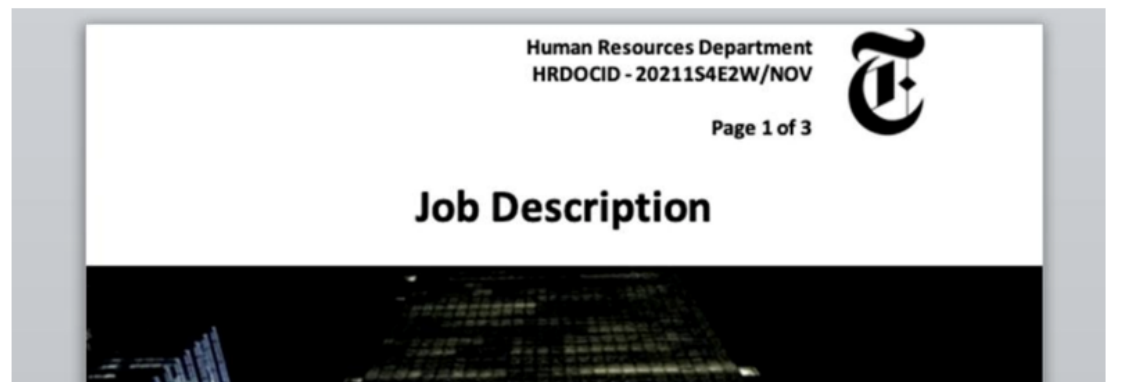 Human Resources Department
HRDOCID - 20211S4E2W/NOV
Page 1 of 3
Job Description